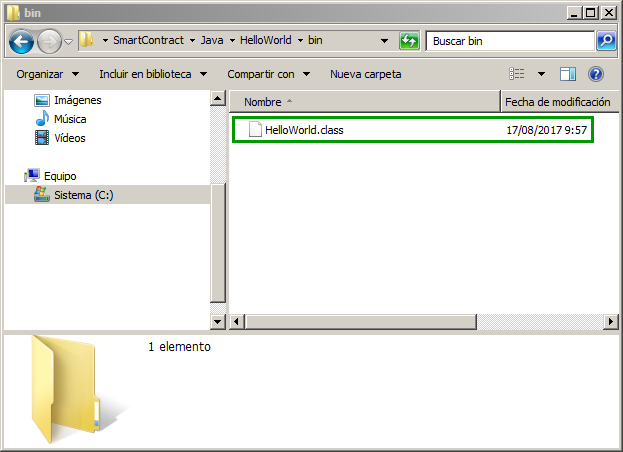 bin
SmartContract Java HelloWorld bin
Buscar bin
Organizar Incluir en biblioteca Compartir con Nueva carpeta
Imágenes
Música
Vídeos
Equipo
Sistema (C:)
Nombre Fecha de modificación
HelloWorld.class 17/08/2017 9:57
1 elemento